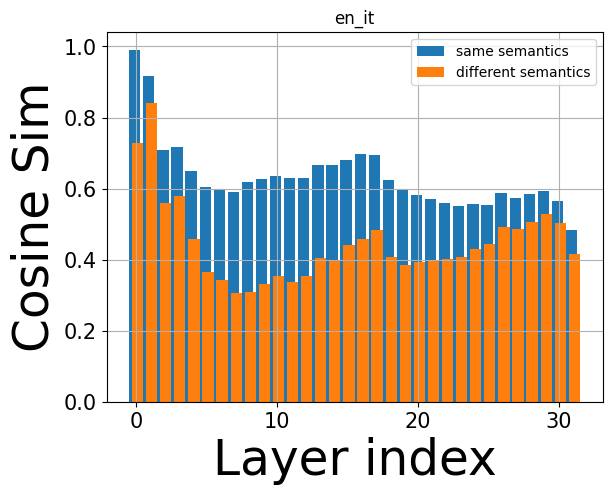 en_it
same semantics
different semantics
1.0
0.8
0.6
0.4
0.2
0.0
Cosine Sim
0 10 20 30
Layer index